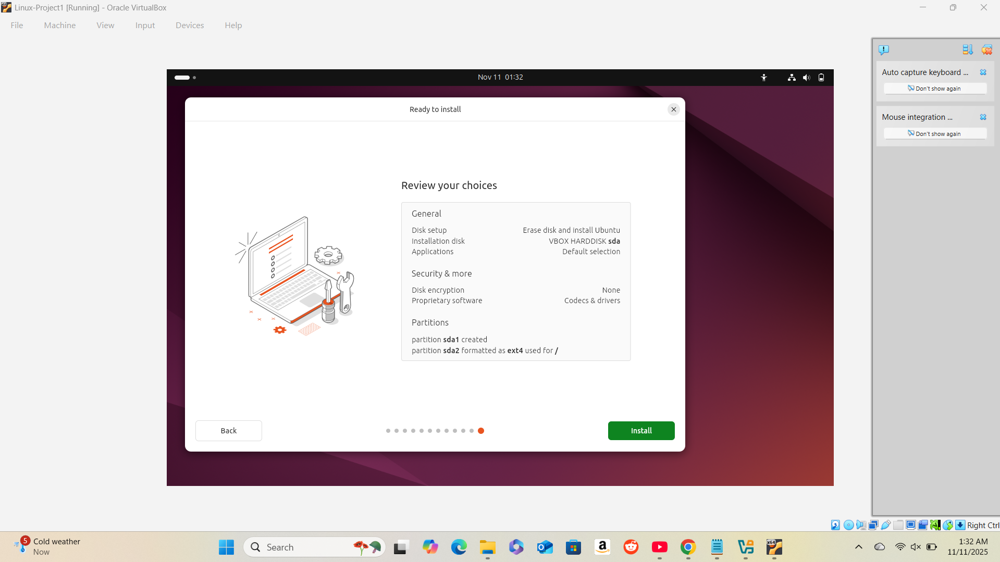 Linux-Project1 [Running] - Oracle VirtualBox
File Machine View Input Devices Help
Nov 11 01:32
Ready to install
Review your choices
General
Disk setup Erase disk and install Ubuntu
Installation disk VBOX HARDDISK sda
Applications Default selection
Security & more
Disk encryption None
Proprietary software Codecs & drivers
Partitions
partition sda1 created
partition sda2 formatted as ext4 used for /
Back
Install
Auto capture keyboard ...
Don't show again
Mouse integration ...
Don't show again
Right Ctrl
5
Cold weather
Now
Search
x64
1:32 AM
11/11/2025